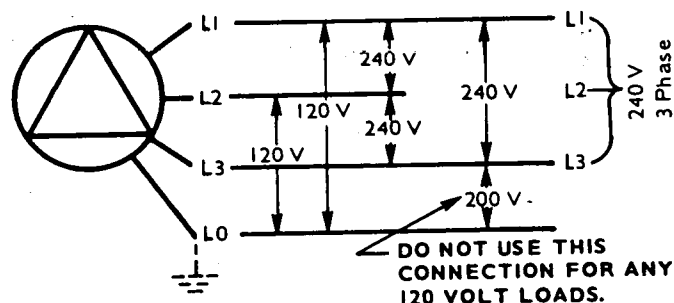 L1
L1
240 V
L2
L2
120 V
240 V
240 V
240 V
3 Phase
120 V
L3
L3
200 V
L0
DO NOT USE THIS
CONNECTION FOR ANY
120 VOLT LOADS.